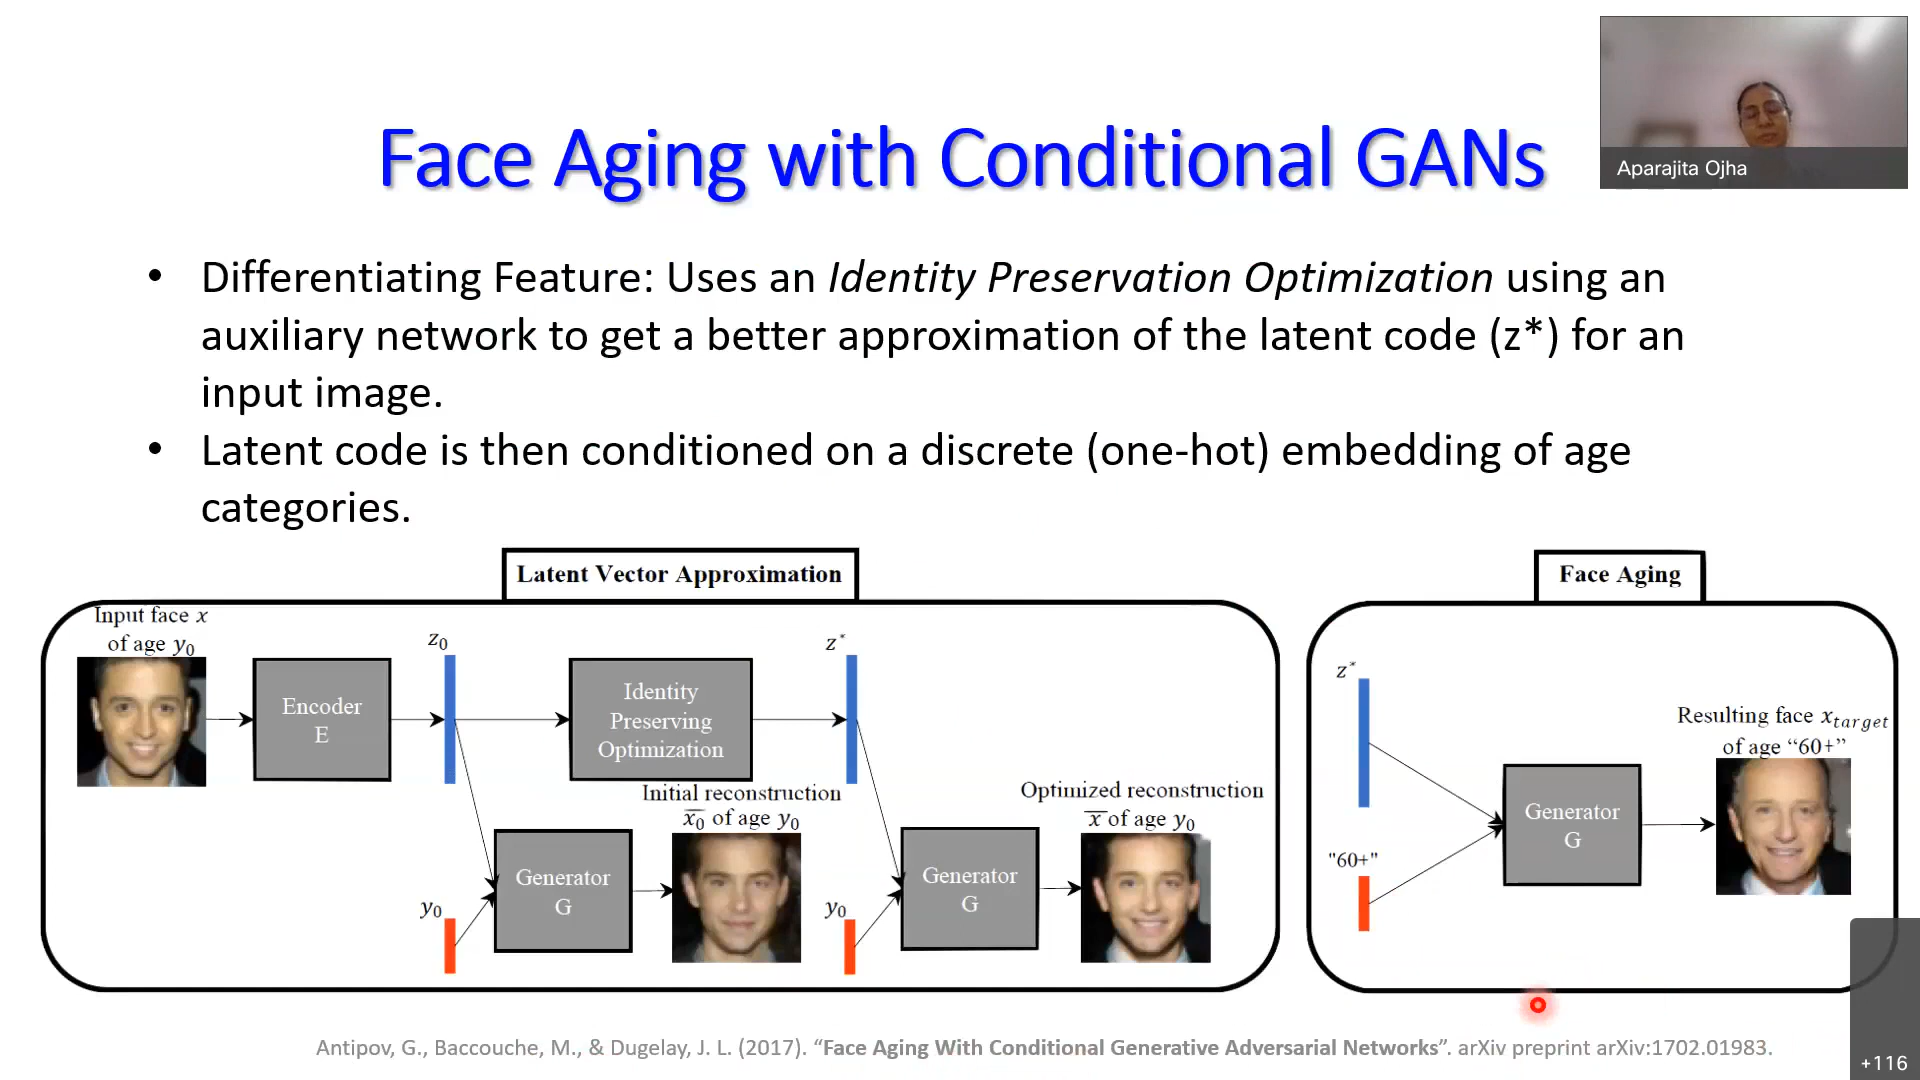 Face Aging with Conditional GANs
Aparajita Ojha
• Differentiating Feature: Uses an Identity Preservation Optimization using an
auxiliary network to get a better approximation of the latent code (z*) for an
input image.
• Latent code is then conditioned on a discrete (one-hot) embedding of age
categories.
Latent Vector Approximation
Input face x
of age y₀
Encoder
E
z₀
Identity
Preserving
Optimization
z*
y₀
Generator
G
Initial reconstruction
x̅₀ of age y₀
y₀
Generator
G
Optimized reconstruction
x̅ of age y₀
Face Aging
z*
"60+"
Generator
G
Resulting face x_target
of age “60+”
Antipov, G., Baccouche, M., & Dugelay, J. L. (2017). “Face Aging With Conditional Generative Adversarial Networks”. arXiv preprint arXiv:1702.01983.
+116